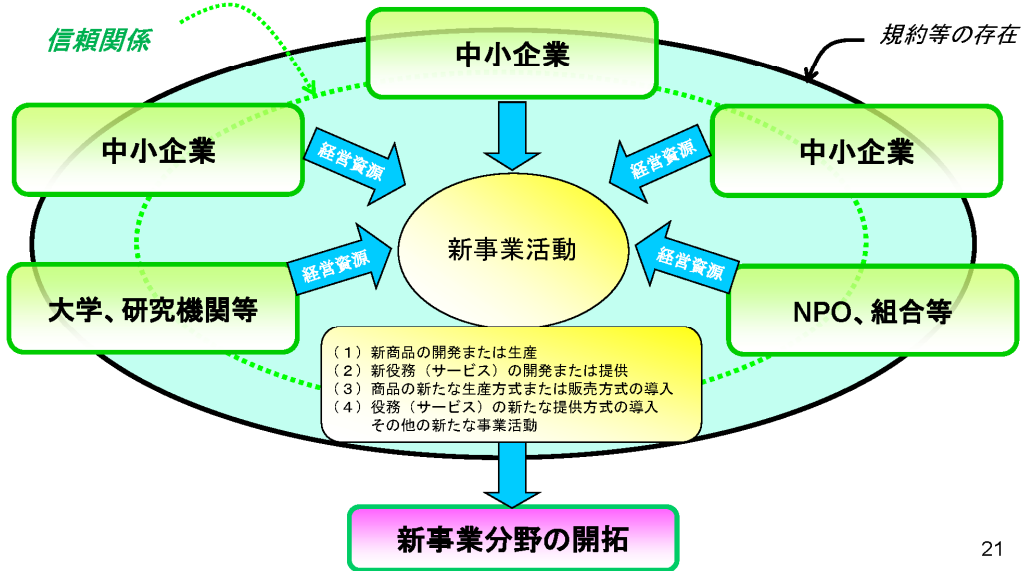 信頼関係
中小企業
規約等の存在
中小企業
経営資源
経営資源
中小企業
新事業活動
大学、研究機関等
経営資源
経営資源
NPO、組合等
（１）新商品の開発または生産
（２）新役務（サービス）の開発または提供
（３）商品の新たな生産方式または販売方式の導入
（４）役務（サービス）の新たな提供方式の導入
その他の新たな事業活動
新事業分野の開拓
21